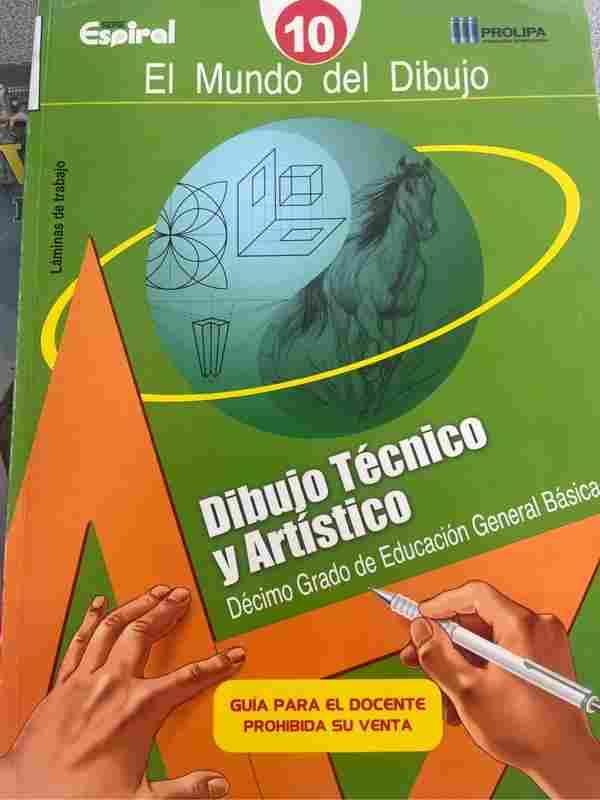 SERIE
Espiral
10
PROLIPA
El Mundo del Dibujo
Láminas de trabajo
Dibujo Técnico
y Artístico
Décimo Grado de Educación General Básica
GUÍA PARA EL DOCENTE
PROHIBIDA SU VENTA